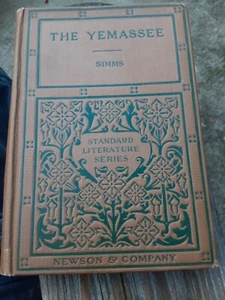 THE YEMASSEE
SIMMS
STANDARD
LITERATURE
SERIES
NEWSON & COMPANY